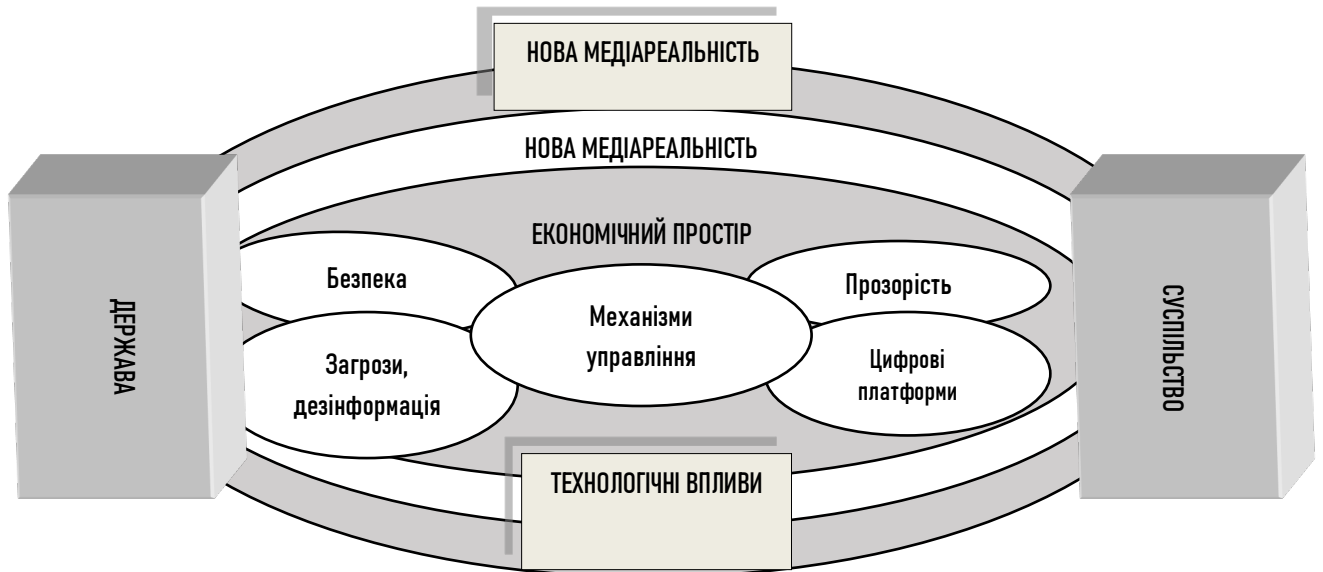 НОВА МЕДІАРЕАЛЬНІСТЬ
НОВА МЕДІАРЕАЛЬНІСТЬ
ЕКОНОМІЧНИЙ ПРОСТІР
ДЕРЖАВА
Безпека
Загрози,
дезінформація
Механізми
управління
Прозорість
Цифрові
платформи
СУСПІЛЬСТВО
ТЕХНОЛОГІЧНІ ВПЛИВИ